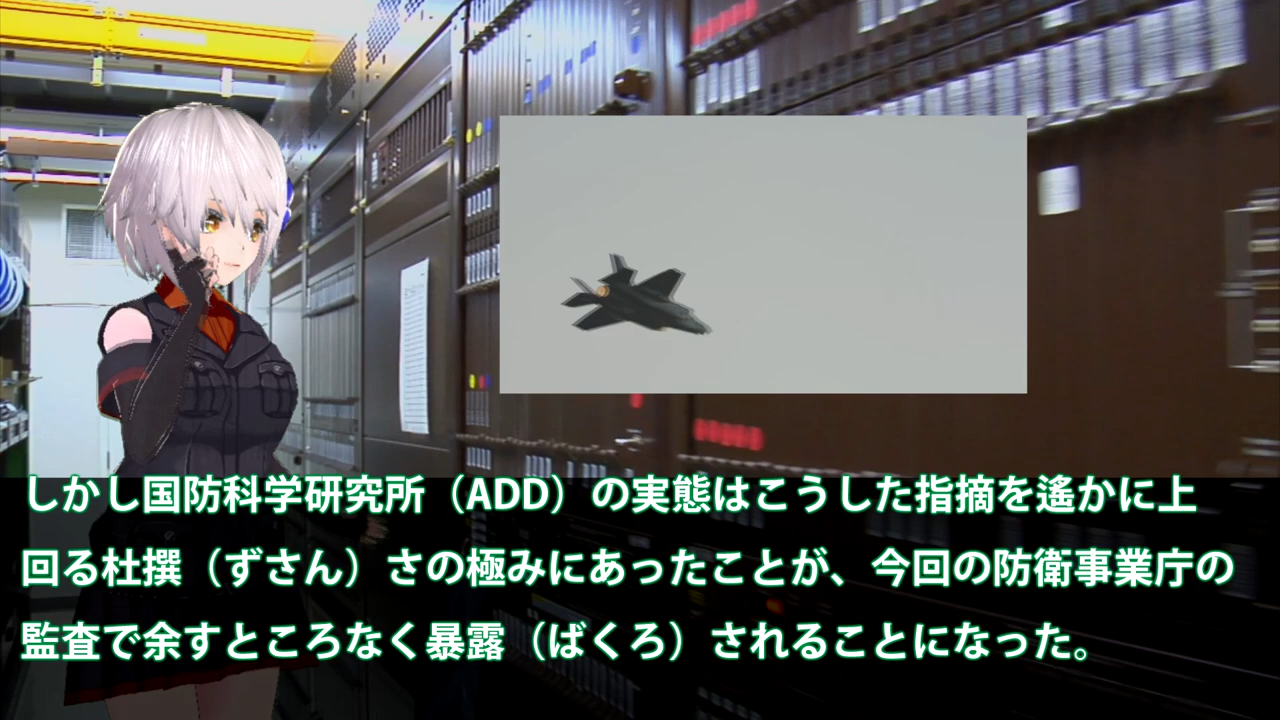 しかし国防科学研究所（ADD）の実態はこうした指摘を遙かに上
回る杜撰（ずさん）さの極みにあったことが、今回の防衛事業庁の
監査で余すところなく暴露（ばくろ）されることになった。